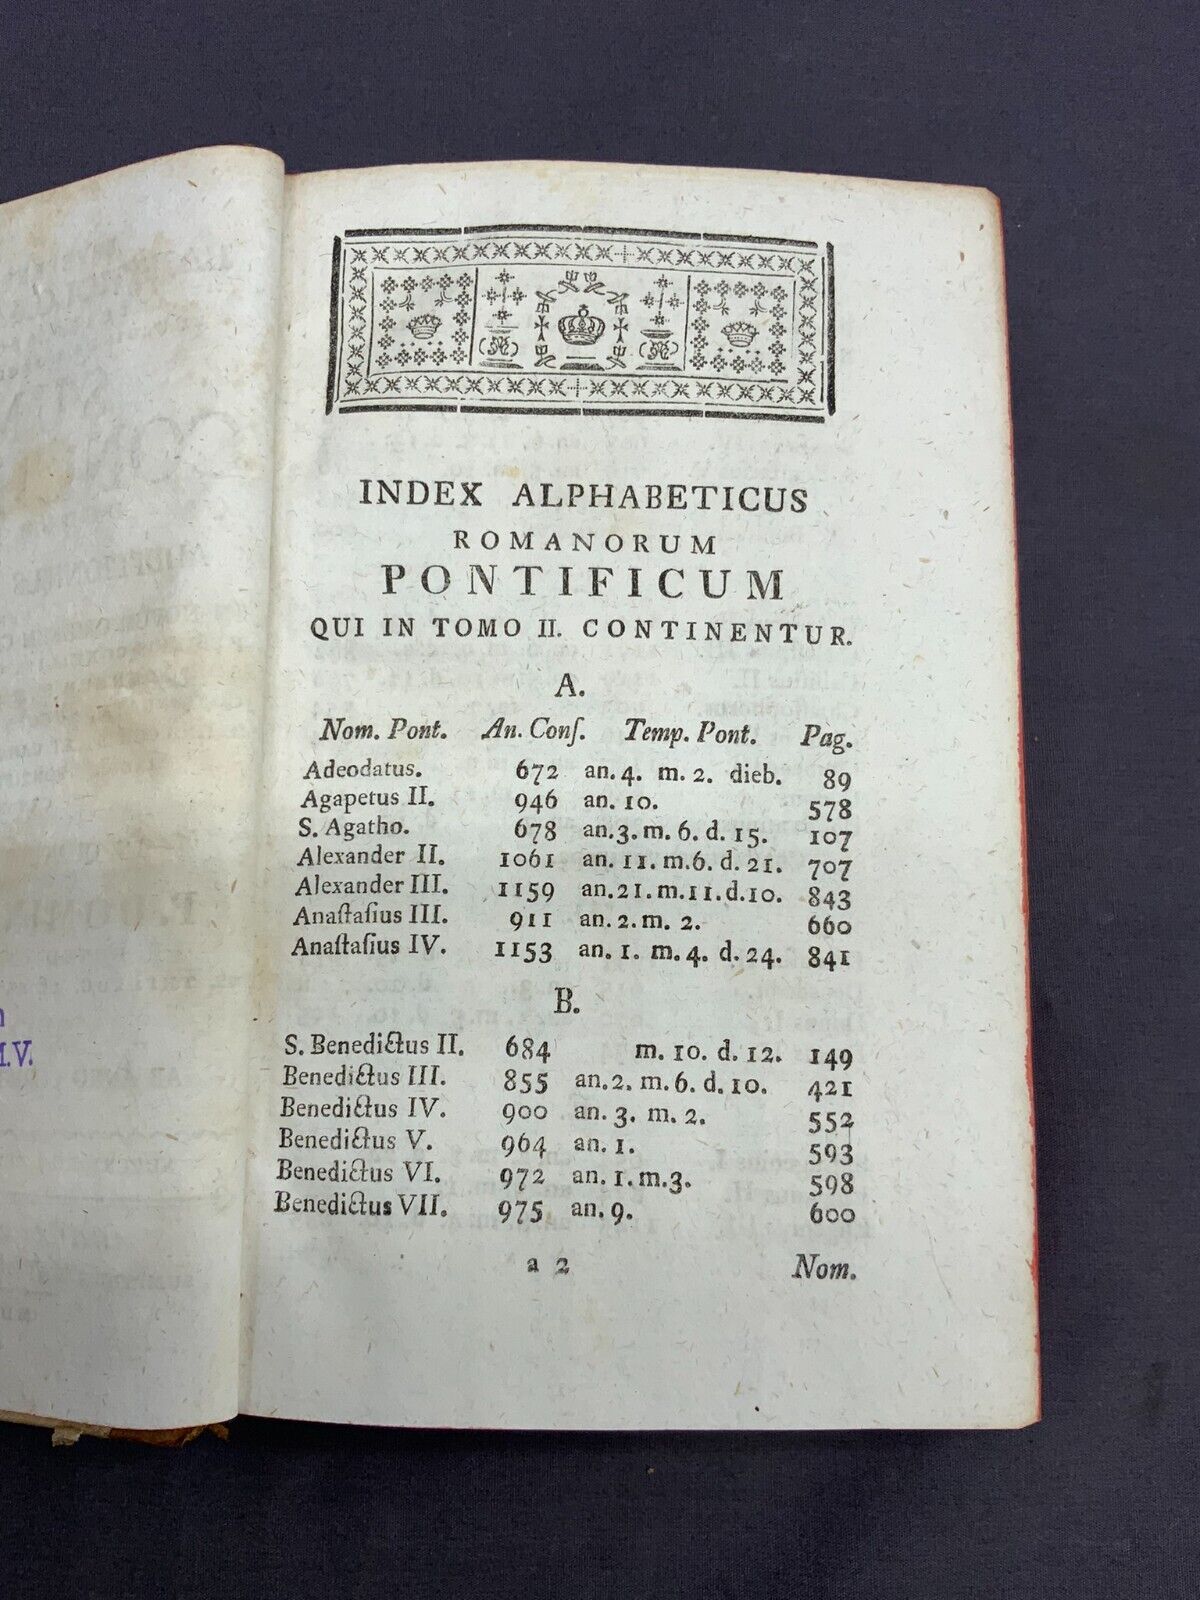 INDEX ALPHABETICUS
ROMANORUM
PONTIFICUM
QUI IN TOMO II. CONTINENTUR.
A.
Nom. Pont. An. Conſ. Temp. Pont. Pag.
Adeodatus. 672 an. 4. m. 2. dieb. 89
Agapetus II. 946 an. 10. 578
S. Agatho. 678 an. 3. m. 6. d. 15. 107
Alexander II. 1061 an. 11. m. 6. d. 21. 707
Alexander III. 1159 an. 21. m. 11. d. 10. 843
Anaſtaſius III. 911 an. 2. m. 2. 660
Anaſtaſius IV. 1153 an. 1. m. 4. d. 24. 841
B.
S. Benedictus II. 684 m. 10. d. 12. 149
Benedictus III. 855 an. 2. m. 6. d. 10. 421
Benedictus IV. 900 an. 3. m. 2. 552
Benedictus V. 964 an. 1. 593
Benedictus VI. 972 an. 1. m. 3. 598
Benedictus VII. 975 an. 9. 600
a 2 Nom.